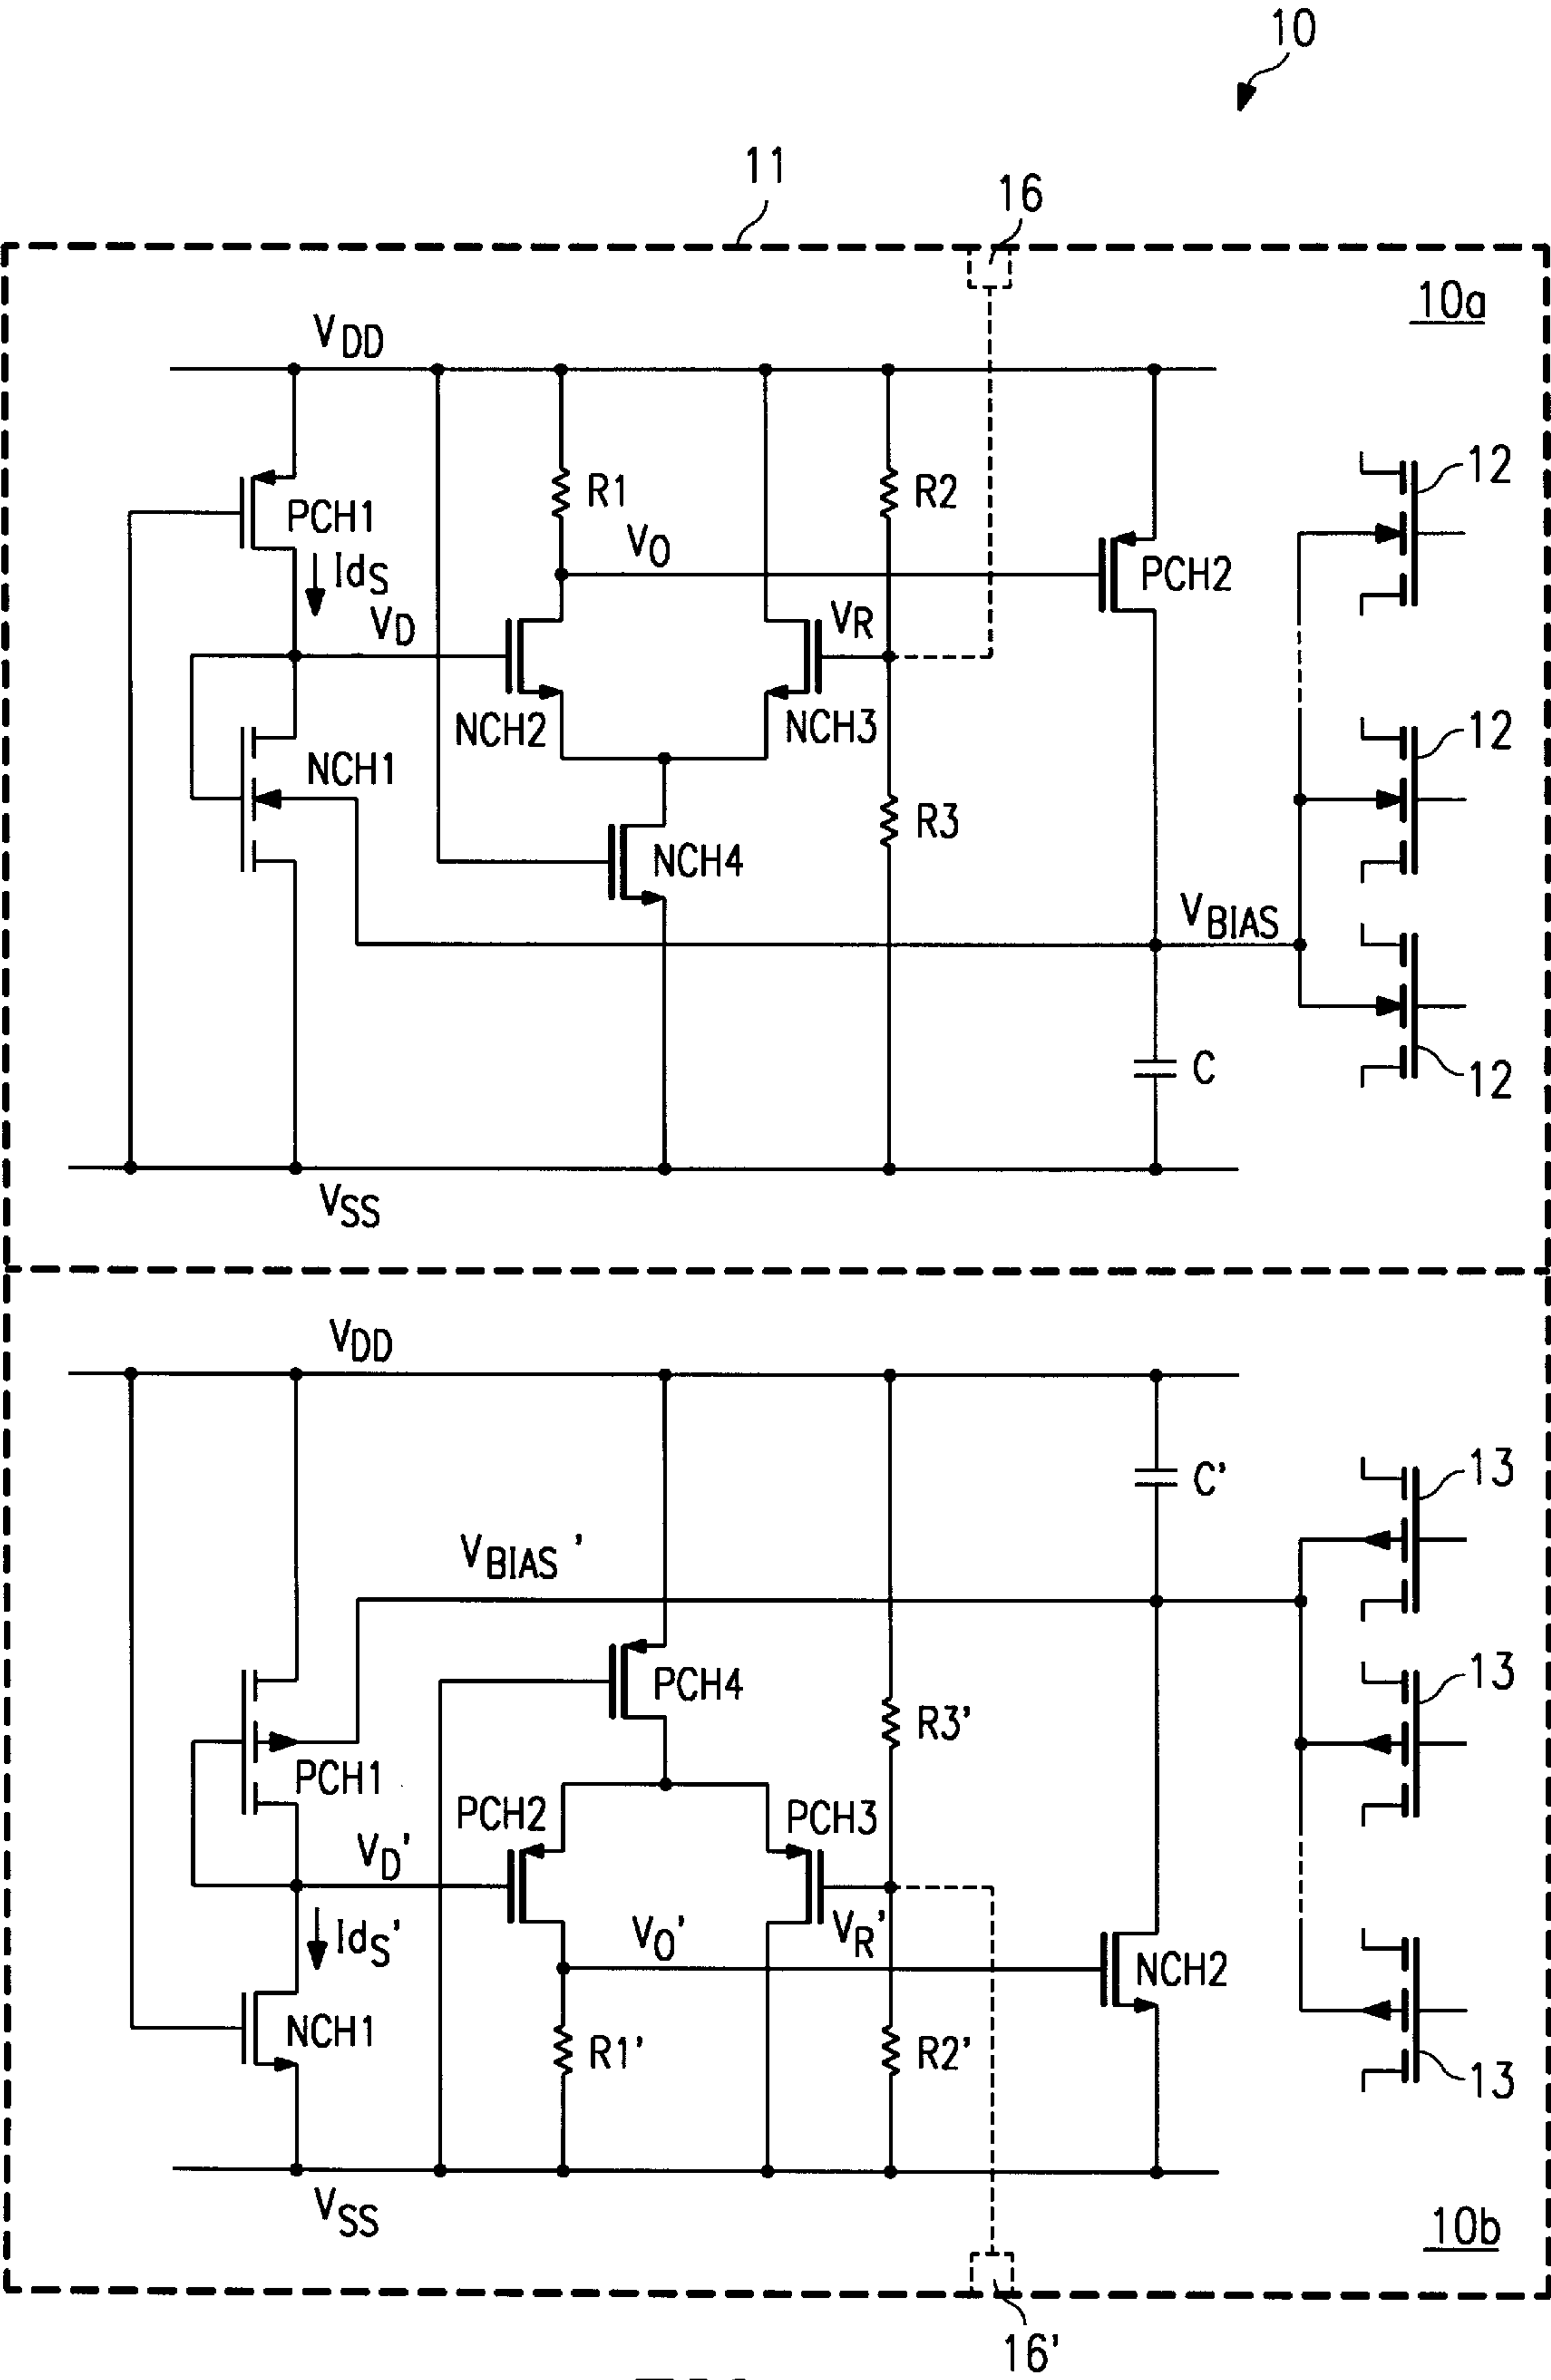 10
11
16
10a
VDD
12
R1
R2
PCH1
VO
IdS
PCH2
VD
VR
NCH2
NCH3
12
NCH1
R3
NCH4
VBIAS
C
12
VSS
VDD
13
C'
VBIAS'
PCH4
13
R3'
PCH1
PCH2
PCH3
VD'
IdS'
VO'
VR'
NCH2
NCH1
R1'
R2'
13
VSS
10b
16'